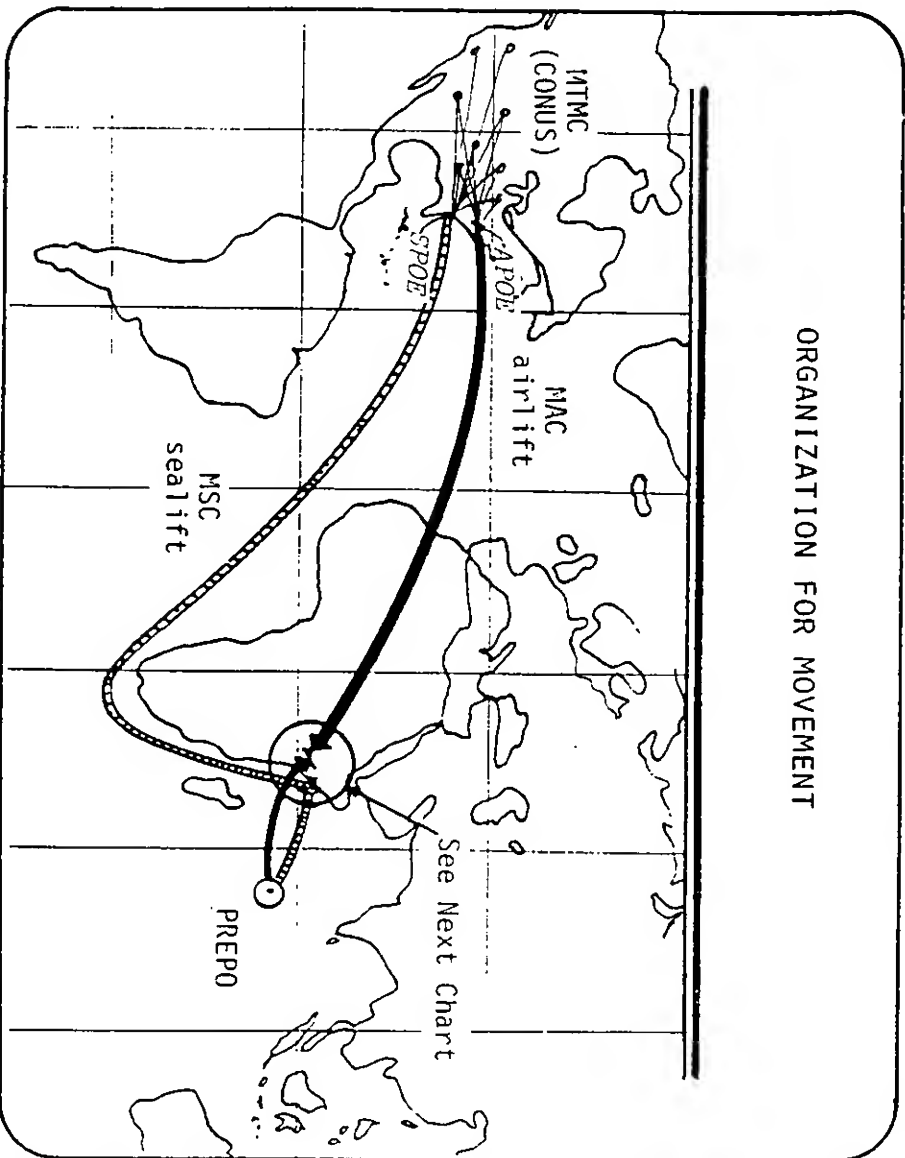 ORGANIZATION FOR MOVEMENT
MTMC
(CONUS)
APOE
SPOE
MAC
airlift
MSC
sealift
See Next Chart
PREPO